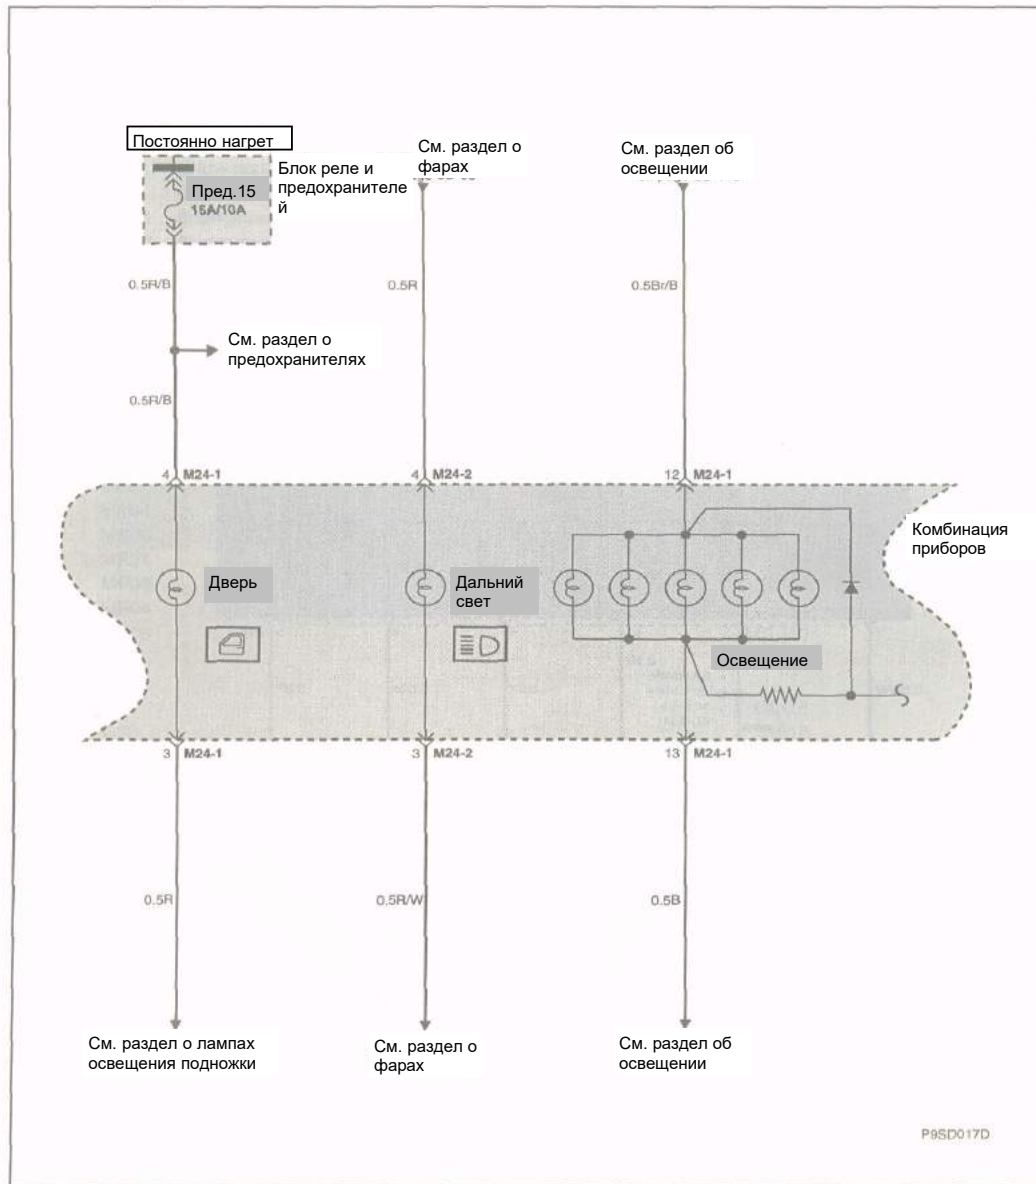 Постоянно нагрет
Блок реле и
предохранителе
й
Пред.15
15A/10A
См. раздел о
фарах
См. раздел об
освещении
0.5R/B
0.5R
0.5Br/B
См. раздел о
предохранителях
0.5R/B
4 M24-1
4 M24-2
12 M24-1
Комбинация
приборов
Дверь
Дальний
свет
Освещение
3 M24-1
3 M24-2
13 M24-1
0.5R
0.5R/W
0.5B
См. раздел о лампах
освещения подножки
См. раздел о
фарах
См. раздел об
освещении
P9SD017D